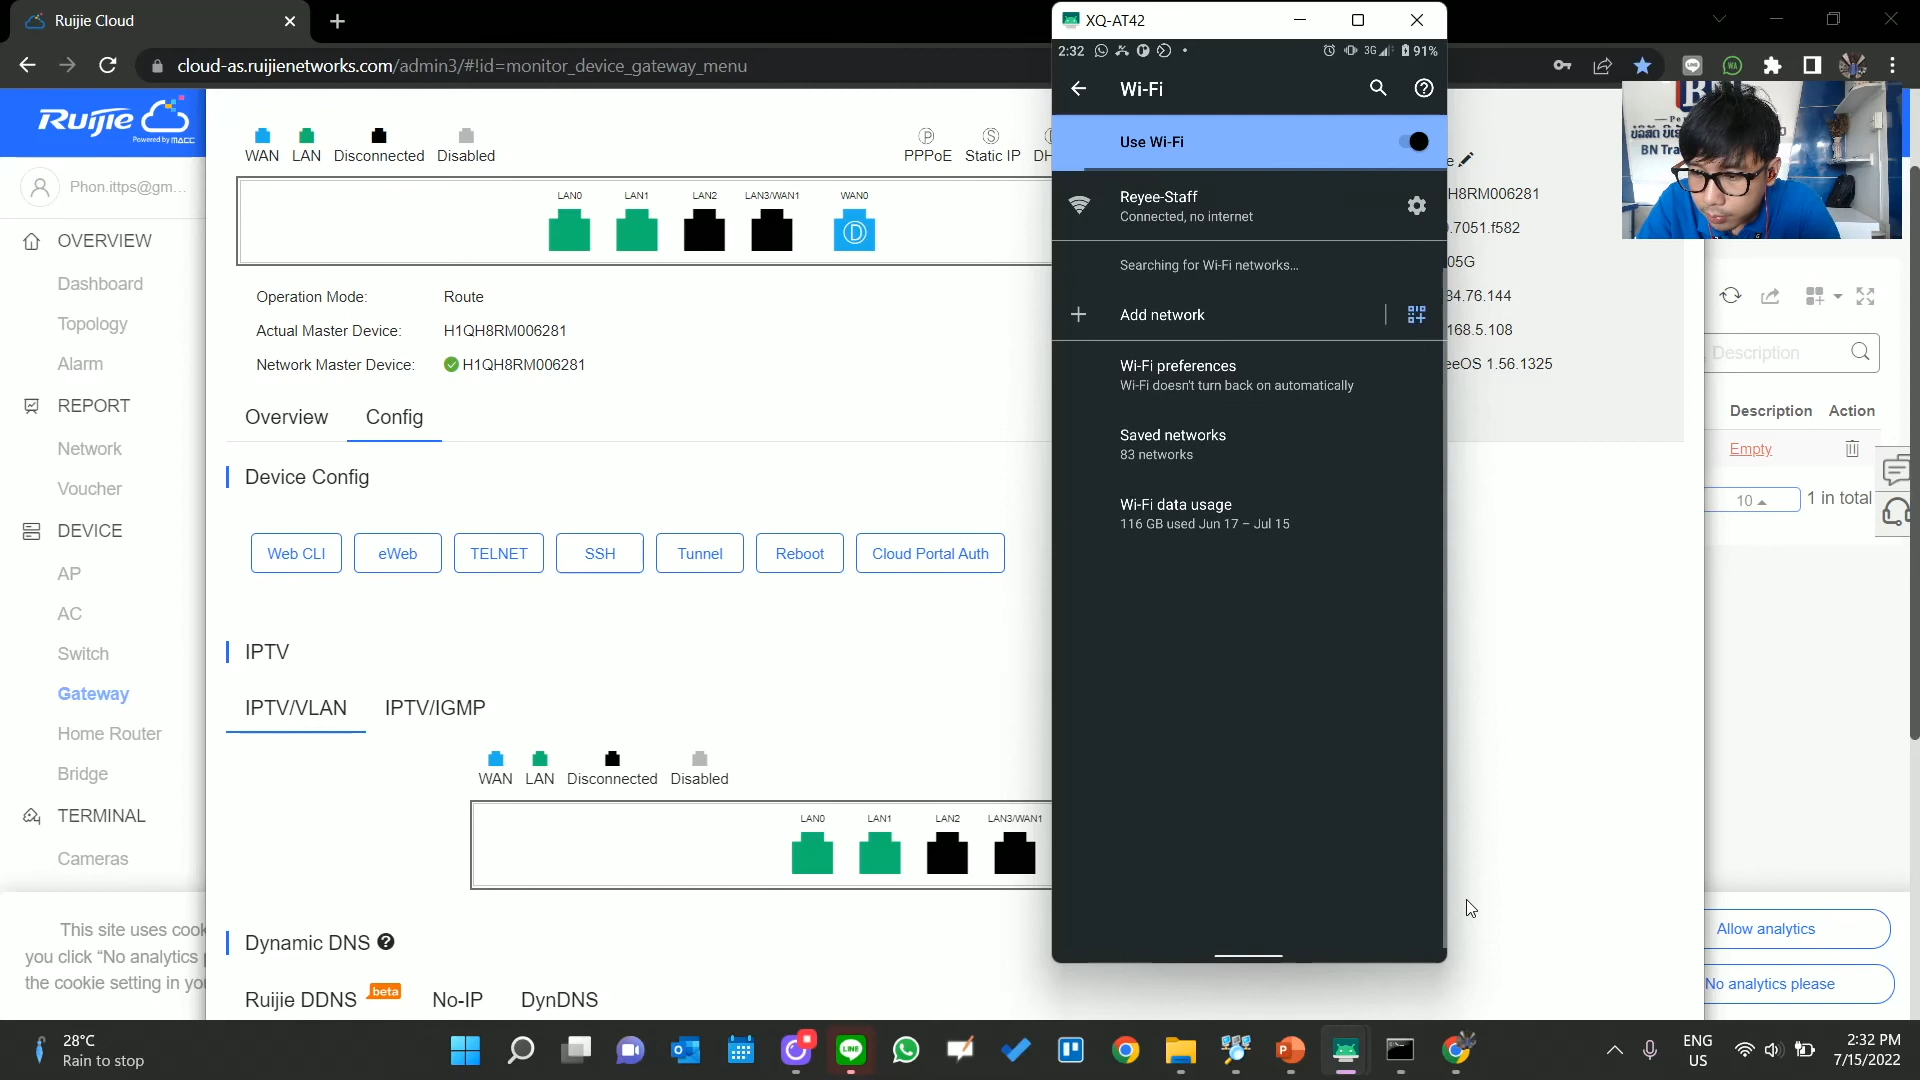 Ruijie Cloud
cloud-as.ruijienetworks.com/admin3/#!id=monitor_device_gateway_menu
Ruijie
Powered by MACC
Phon.ittps@gm...
OVERVIEW
Dashboard
Topology
Alarm
REPORT
Network
Voucher
DEVICE
AP
AC
Switch
Gateway
Home Router
Bridge
TERMINAL
Cameras
This site uses cook
you click "No analytics p
the cookie setting in you
WAN LAN Disconnected Disabled
PPPoE Static IP DH
LAN0 LAN1 LAN2 LAN3/WAN1 WAN0
Operation Mode: Route
Actual Master Device: H1QH8RM006281
Network Master Device: H1QH8RM006281
Overview Config
Device Config
Web CLI eWeb TELNET SSH Tunnel Reboot Cloud Portal Auth
IPTV
IPTV/VLAN IPTV/IGMP
WAN LAN Disconnected Disabled
LAN0 LAN1 LAN2 LAN3/WAN1
Dynamic DNS
Ruijie DDNS beta No-IP DynDNS
XQ-AT42
2:32 3G 91%
Wi-Fi
Use Wi-Fi
Reyee-Staff
Connected, no internet
Searching for Wi-Fi networks...
Add network
Wi-Fi preferences
Wi-Fi doesn't turn back on automatically
Saved networks
83 networks
Wi-Fi data usage
116 GB used Jun 17 – Jul 15
H8RM006281
.7051.f582
05G
34.76.144
168.5.108
eeOS 1.56.1325
BN Tra
Description
Description Action
Empty
10 1 in total
Allow analytics
No analytics please
28°C
Rain to stop
ENG
US
2:32 PM
7/15/2022